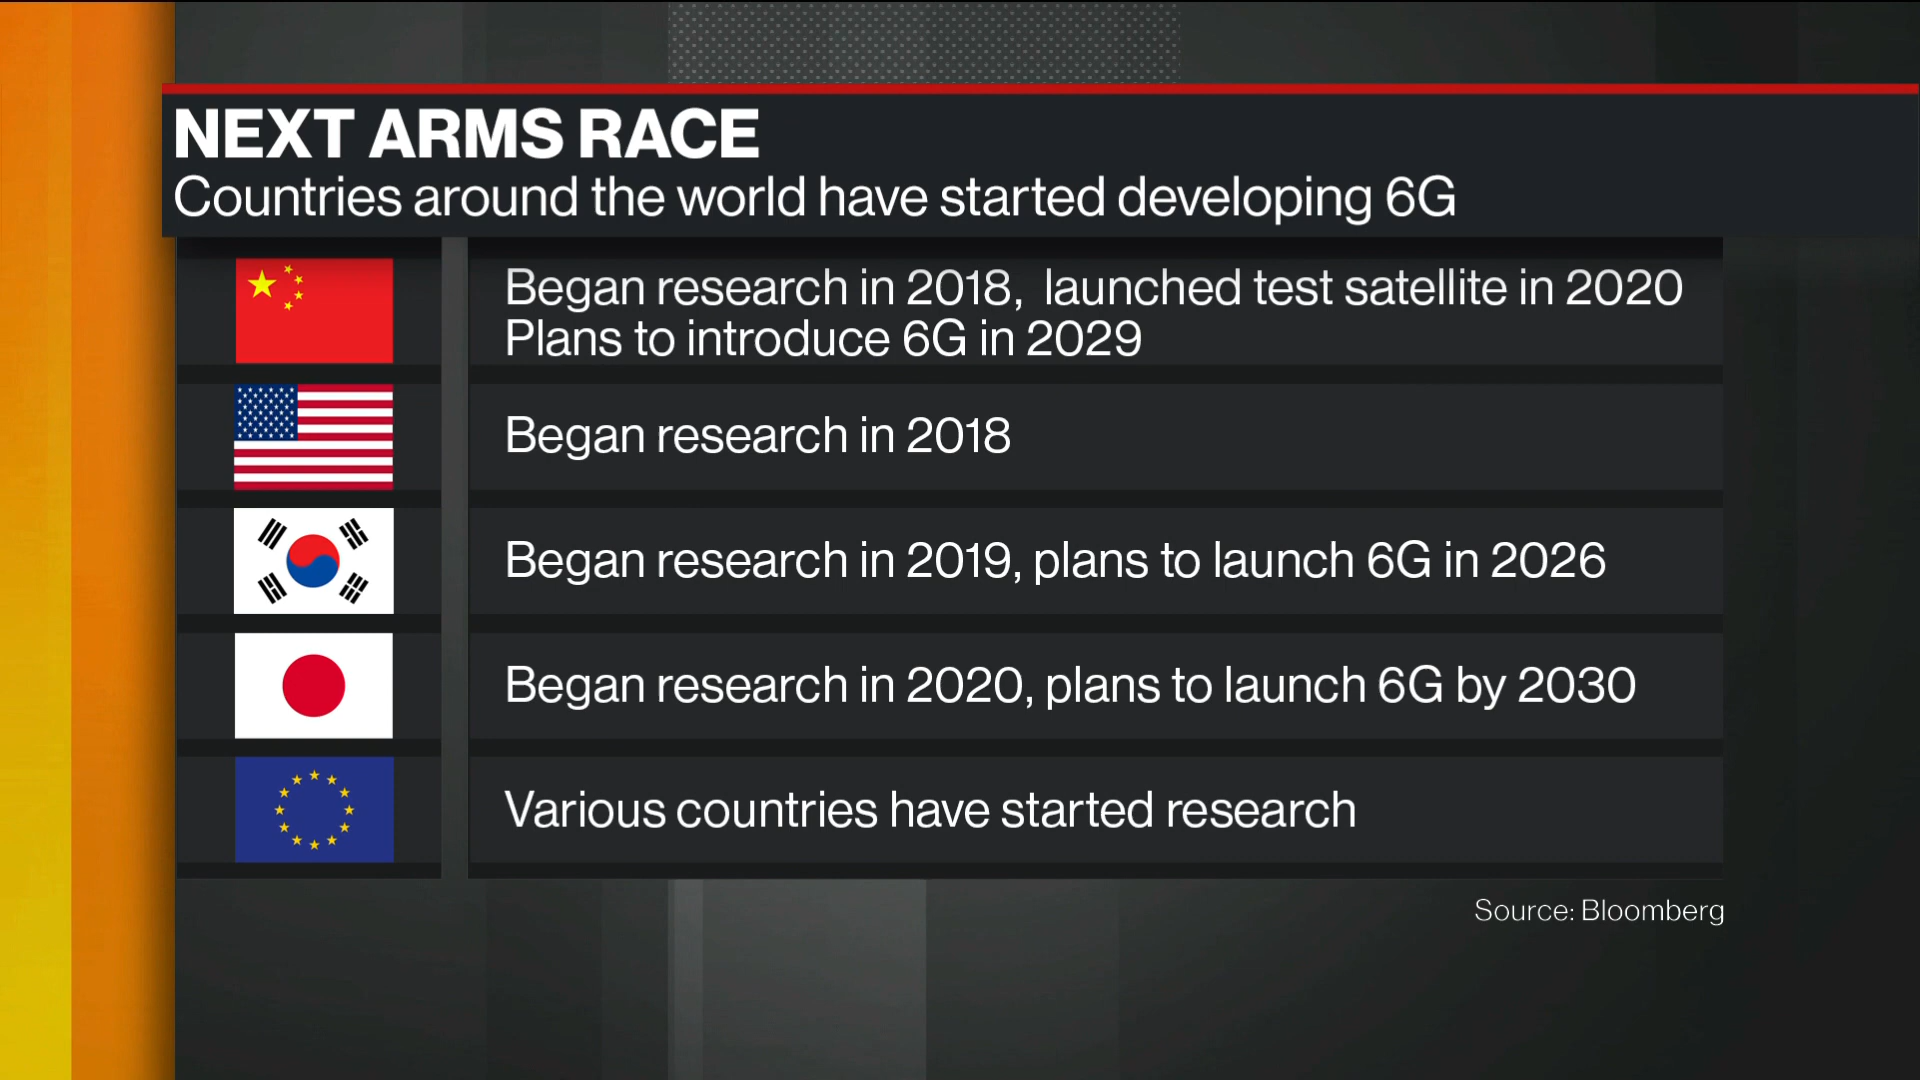 NEXT ARMS RACE
Countries around the world have started developing 6G
Began research in 2018,  launched test satellite in 2020
Plans to introduce 6G in 2029
Began research in 2018
Began research in 2019, plans to launch 6G in 2026
Began research in 2020, plans to launch 6G by 2030
Various countries have started research
Source: Bloomberg